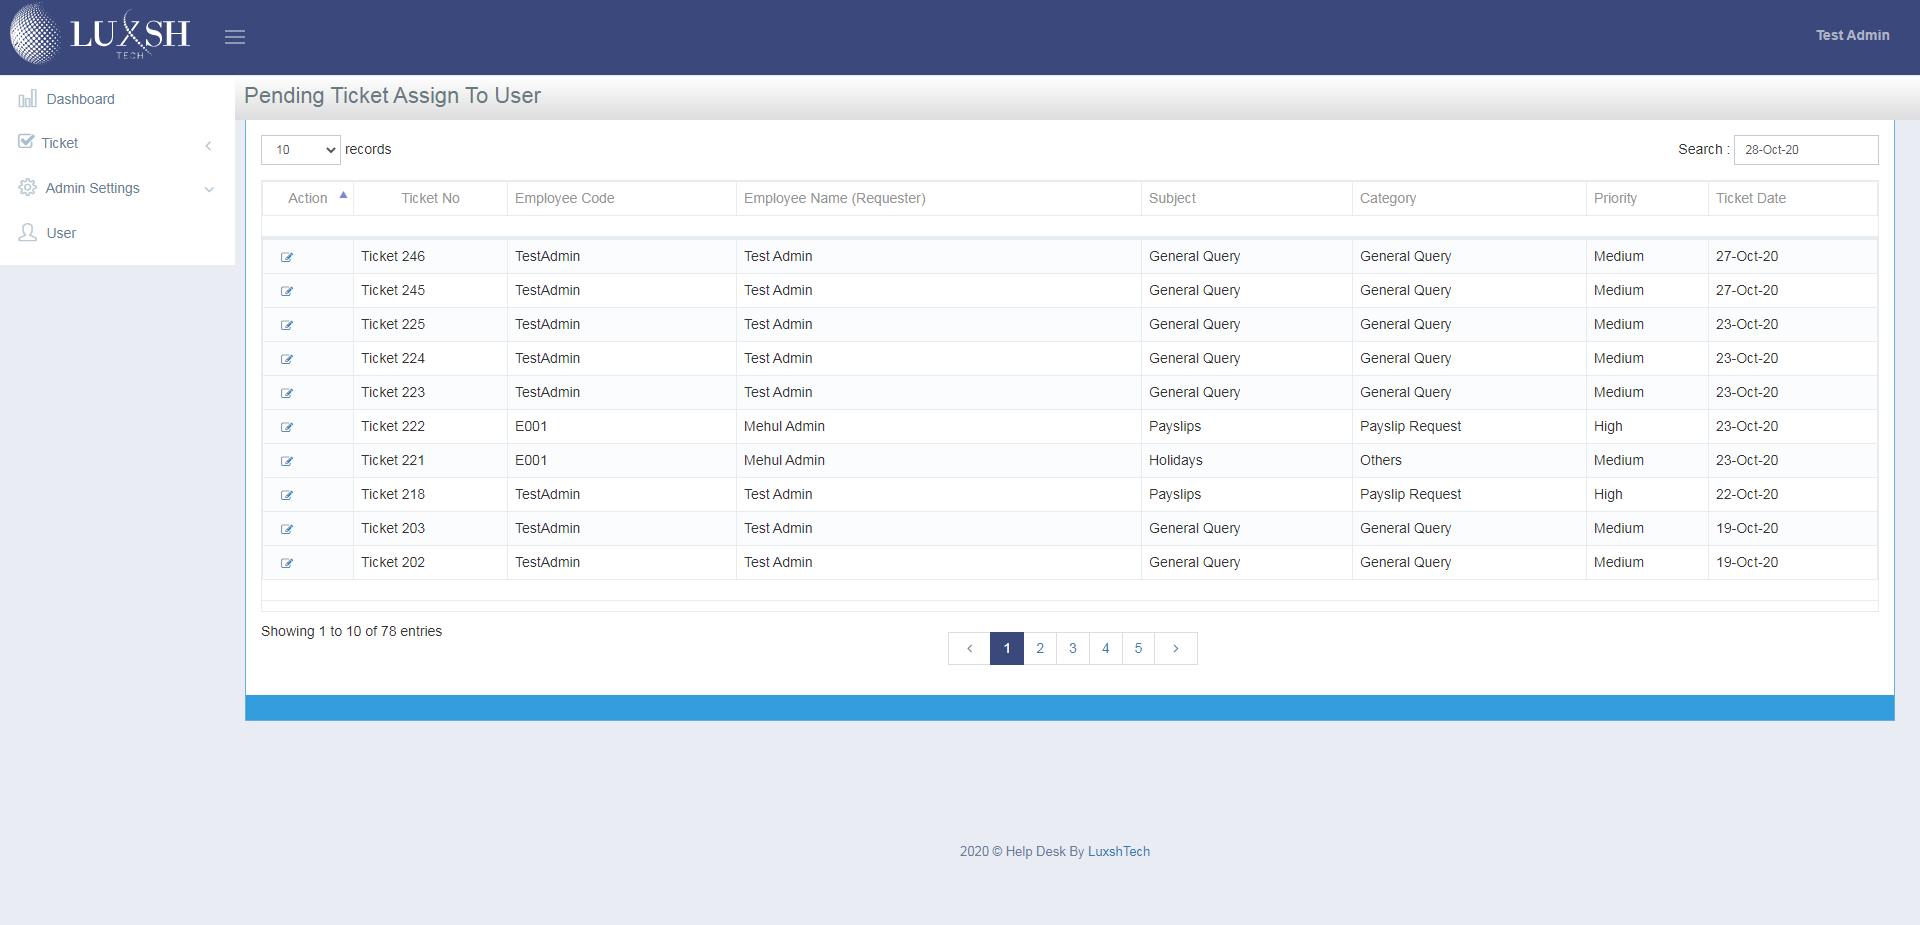 LUXSH
TECH
Test Admin
Dashboard
Ticket
Admin Settings
User
Pending Ticket Assign To User
10 records
Search : 28-Oct-20
Action Ticket No Employee Code Employee Name (Requester) Subject Category Priority Ticket Date
Ticket 246 TestAdmin Test Admin General Query General Query Medium 27-Oct-20
Ticket 245 TestAdmin Test Admin General Query General Query Medium 27-Oct-20
Ticket 225 TestAdmin Test Admin General Query General Query Medium 23-Oct-20
Ticket 224 TestAdmin Test Admin General Query General Query Medium 23-Oct-20
Ticket 223 TestAdmin Test Admin General Query General Query Medium 23-Oct-20
Ticket 222 E001 Mehul Admin Payslips Payslip Request High 23-Oct-20
Ticket 221 E001 Mehul Admin Holidays Others Medium 23-Oct-20
Ticket 218 TestAdmin Test Admin Payslips Payslip Request High 22-Oct-20
Ticket 203 TestAdmin Test Admin General Query General Query Medium 19-Oct-20
Ticket 202 TestAdmin Test Admin General Query General Query Medium 19-Oct-20
Showing 1 to 10 of 78 entries
1 2 3 4 5
2020 © Help Desk By LuxshTech